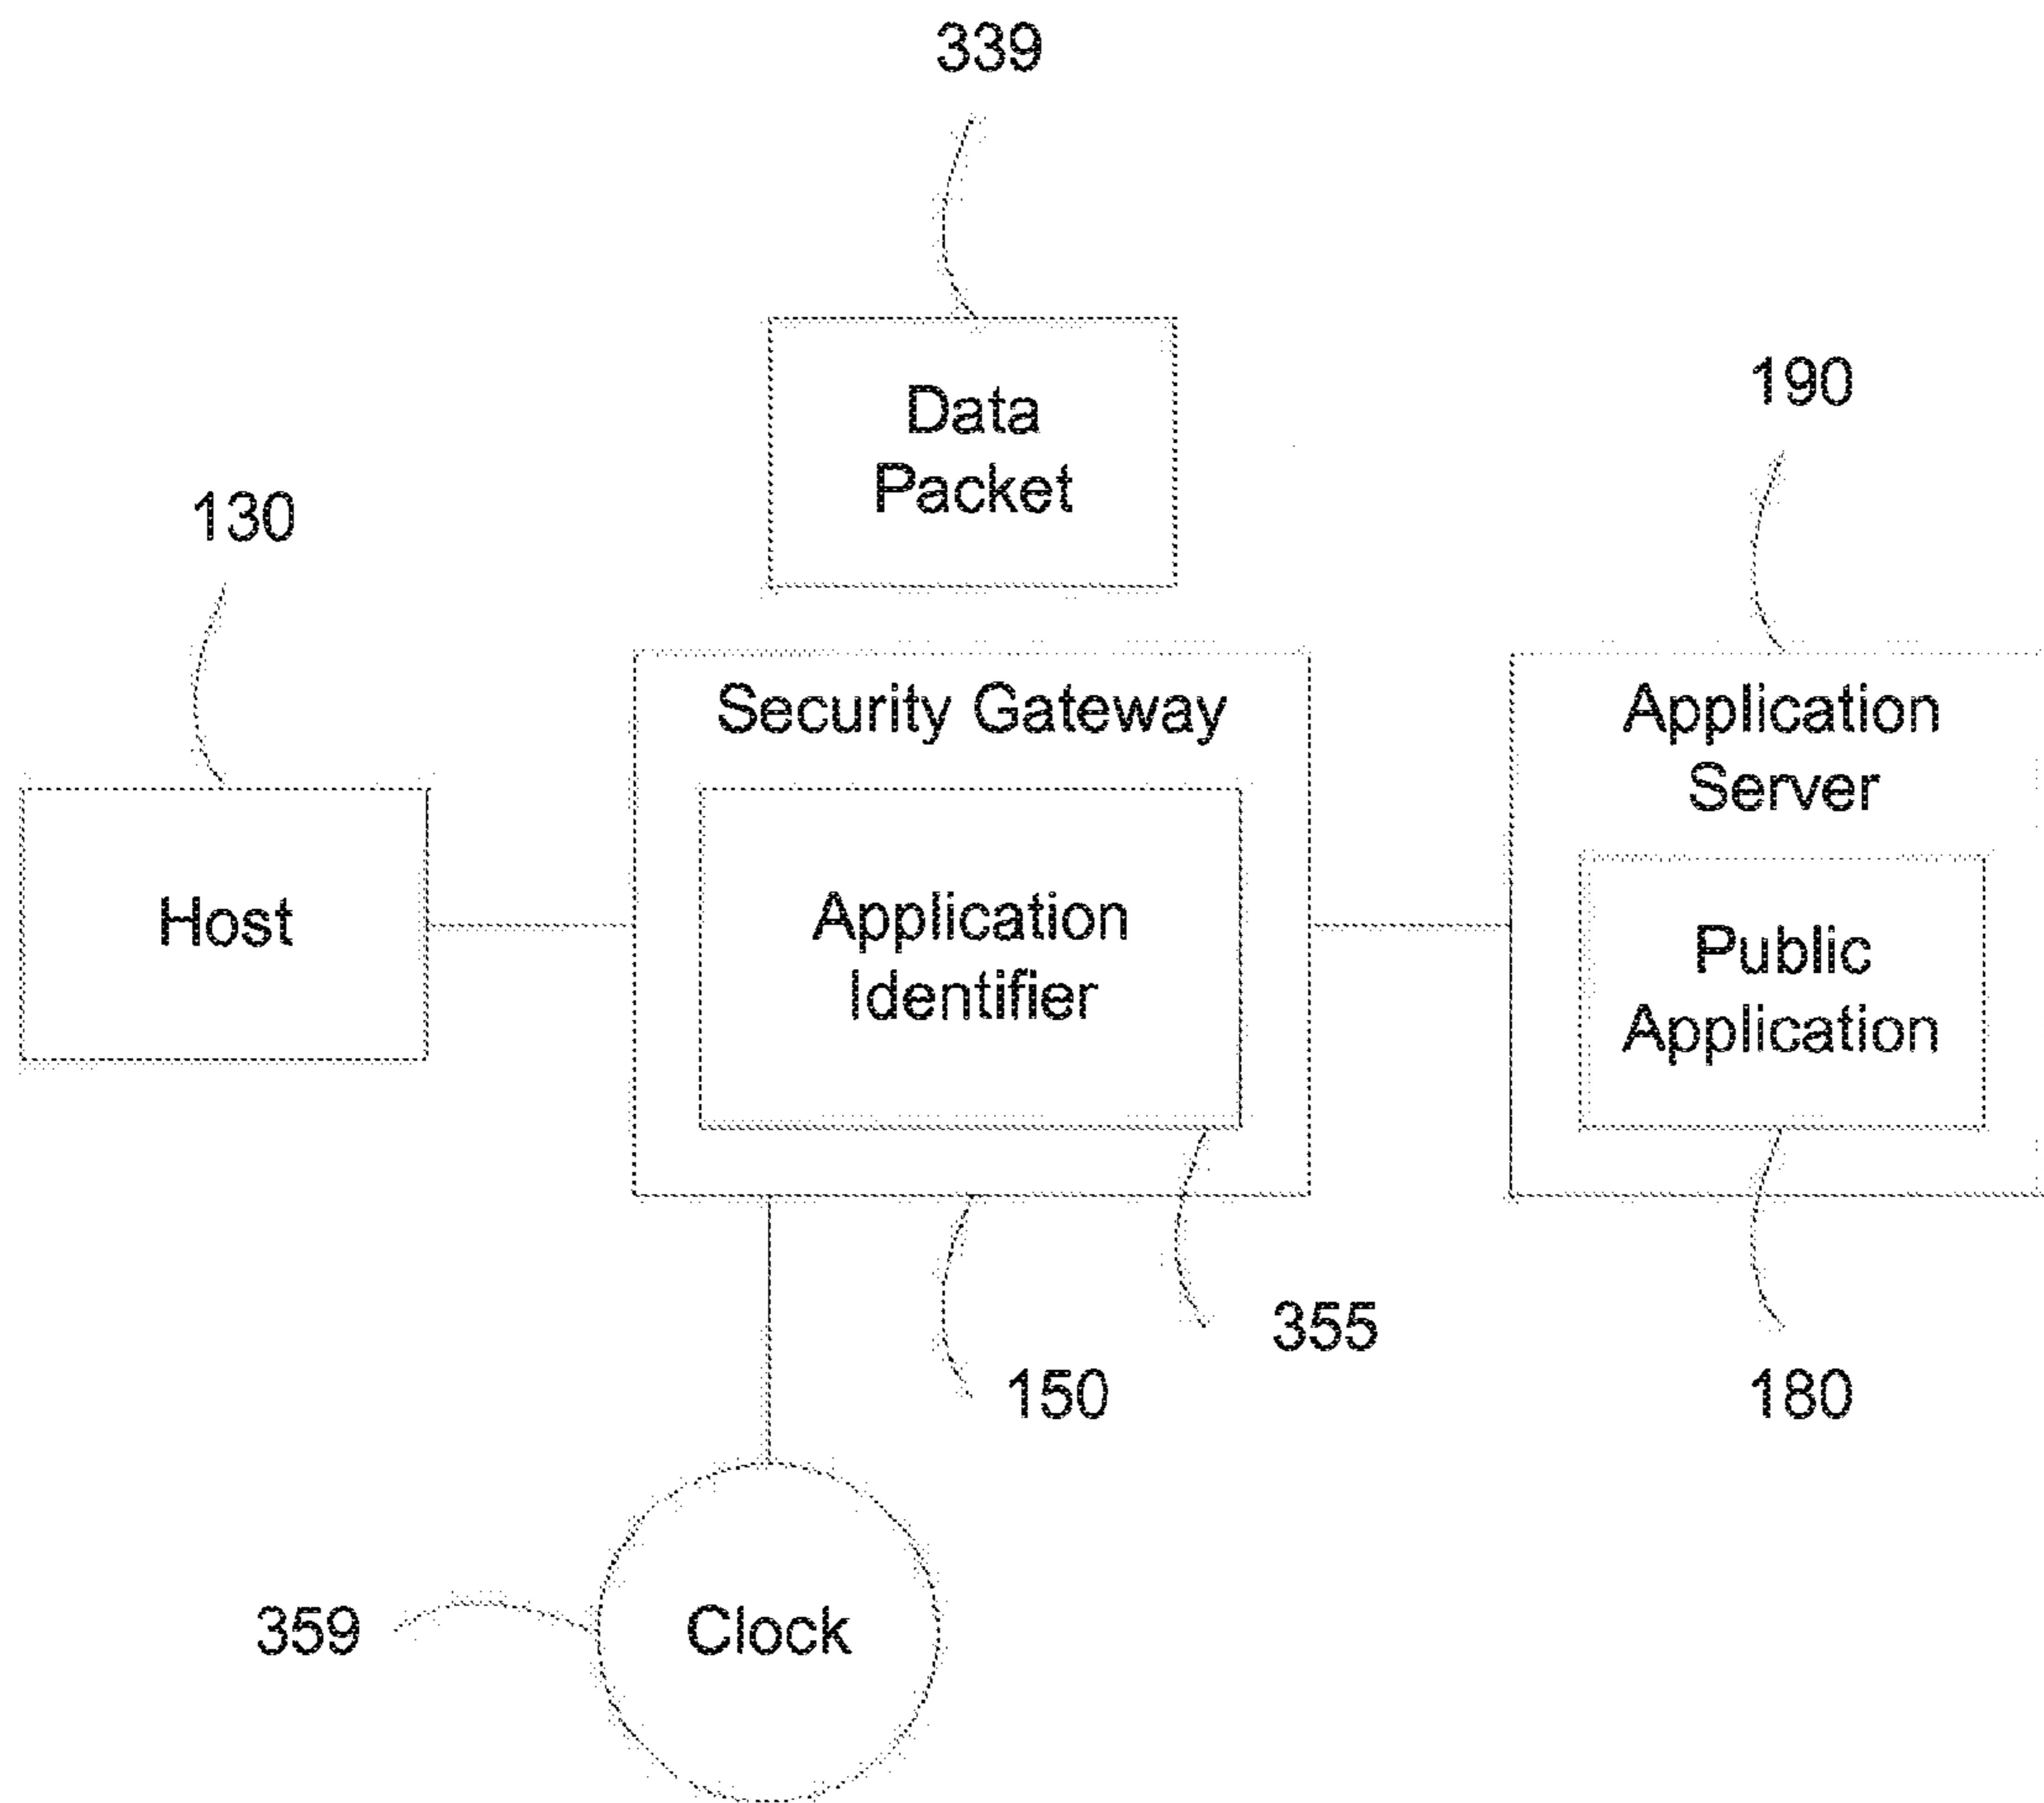 339
Data
Packet
190
130
Security Gateway
Application
Server
Host
Application
Identifier
Public
Application
355
150
180
359
Clock